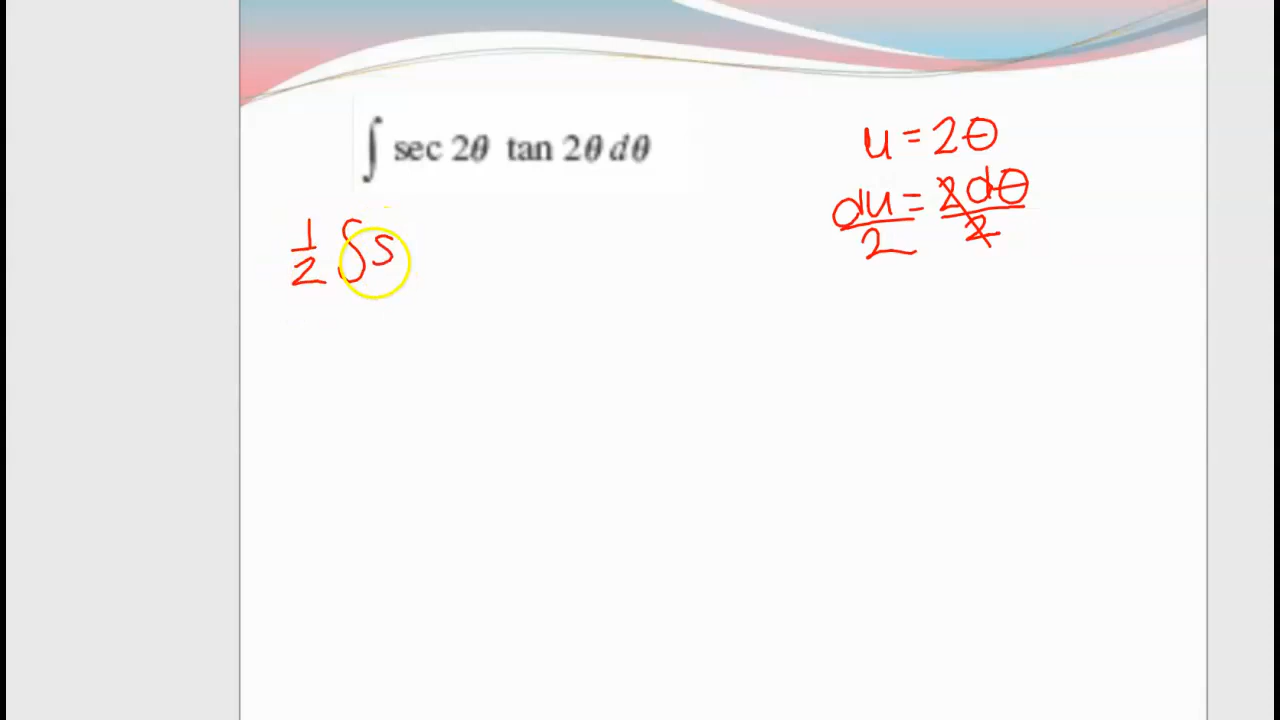 ∫ sec 2θ tan 2θ dθ
u = 2θ
du/2 = 2dθ/2
1/2 ∫ s